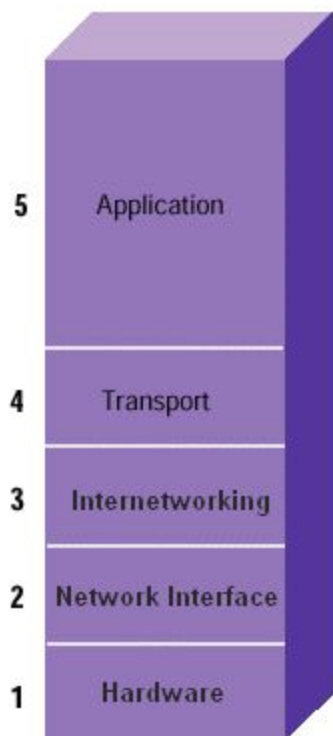 5 Application
4 Transport
3 Internetworking
2 Network Interface
1 Hardware